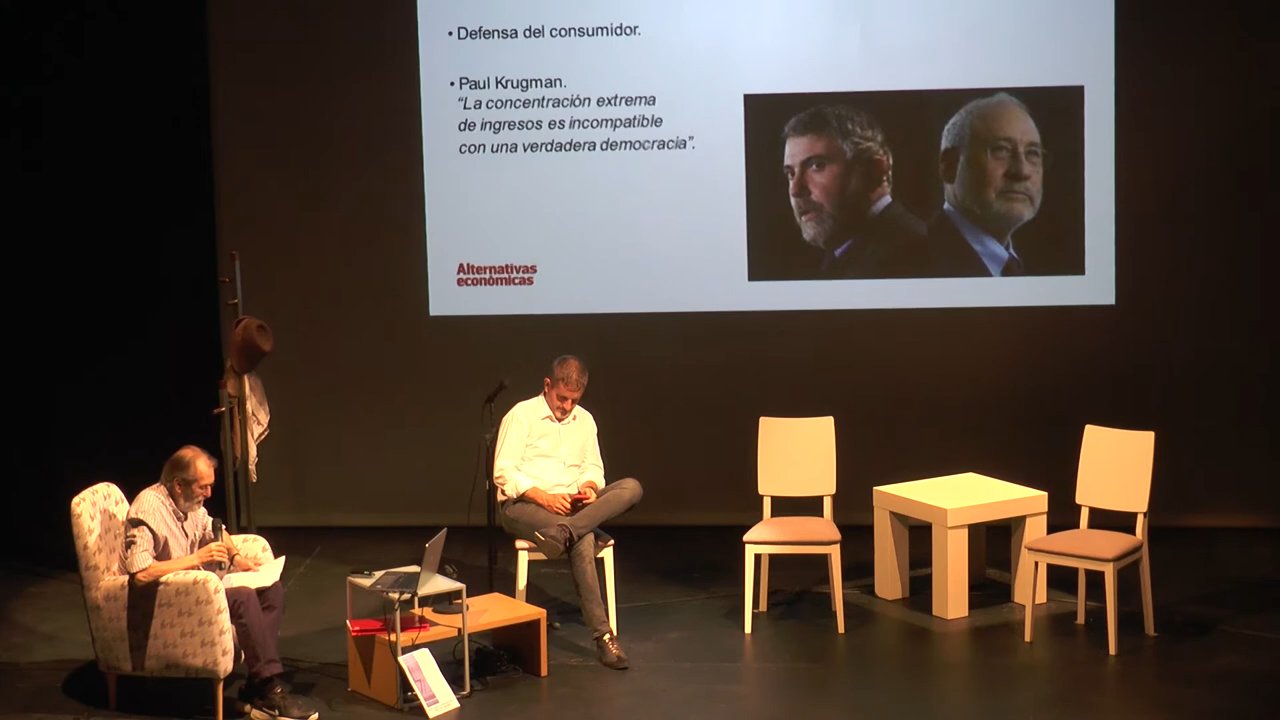 • Defensa del consumidor.
• Paul Krugman.
“La concentración extrema
de ingresos es incompatible
con una verdadera democracia”.
Alternativas
económicas